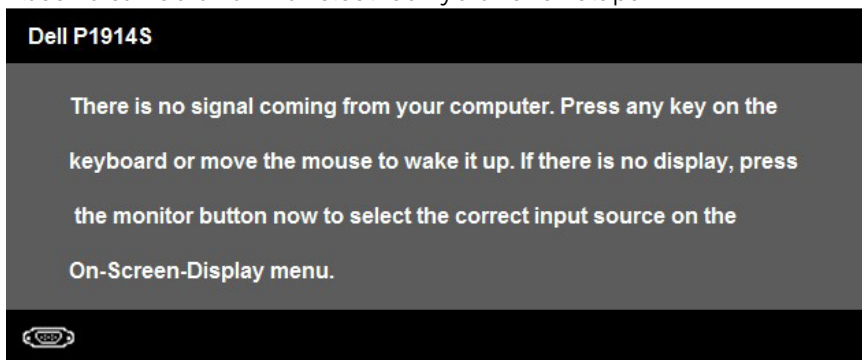 Dell P1914S
There is no signal coming from your computer. Press any key on the
keyboard or move the mouse to wake it up. If there is no display, press
the monitor button now to select the correct input source on the
On-Screen-Display menu.